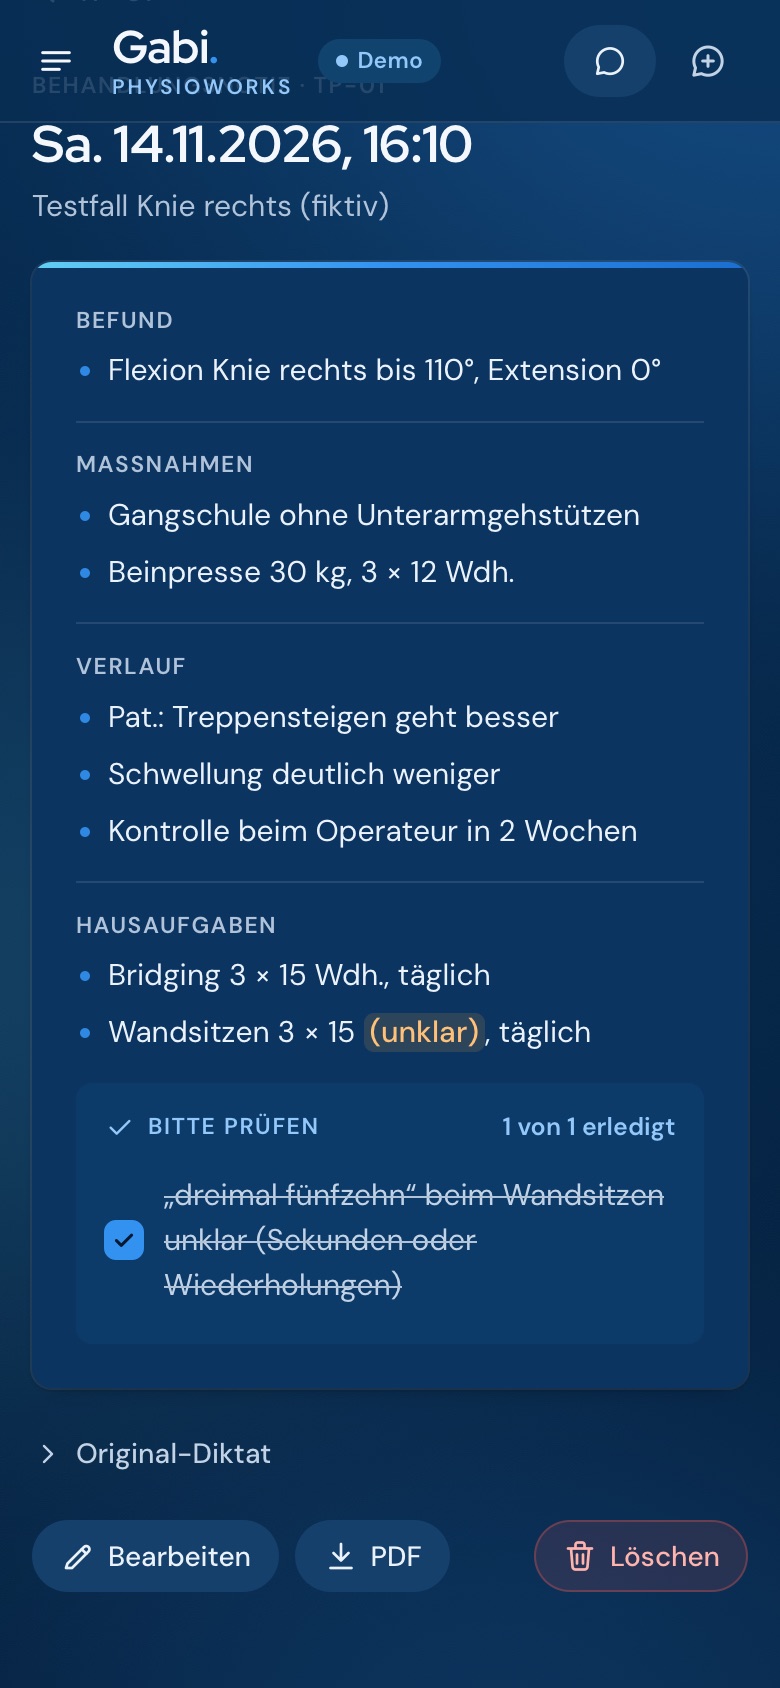 Gabi.
PHYSIOWORKS
Demo
BEHANDLUNGSNOTIZ · TP-01
Sa. 14.11.2026, 16:10
Testfall Knie rechts (fiktiv)
BEFUND
Flexion Knie rechts bis 110°, Extension 0°
MASSNAHMEN
Gangschule ohne Unterarmgehstützen
Beinpresse 30 kg, 3 × 12 Wdh.
VERLAUF
Pat.: Treppensteigen geht besser
Schwellung deutlich weniger
Kontrolle beim Operateur in 2 Wochen
HAUSAUFGABEN
Bridging 3 × 15 Wdh., täglich
Wandsitzen 3 × 15 (unklar), täglich
BITTE PRÜFEN
1 von 1 erledigt
„dreimal fünfzehn“ beim Wandsitzen
unklar (Sekunden oder
Wiederholungen)
Original-Diktat
Bearbeiten
PDF
Löschen